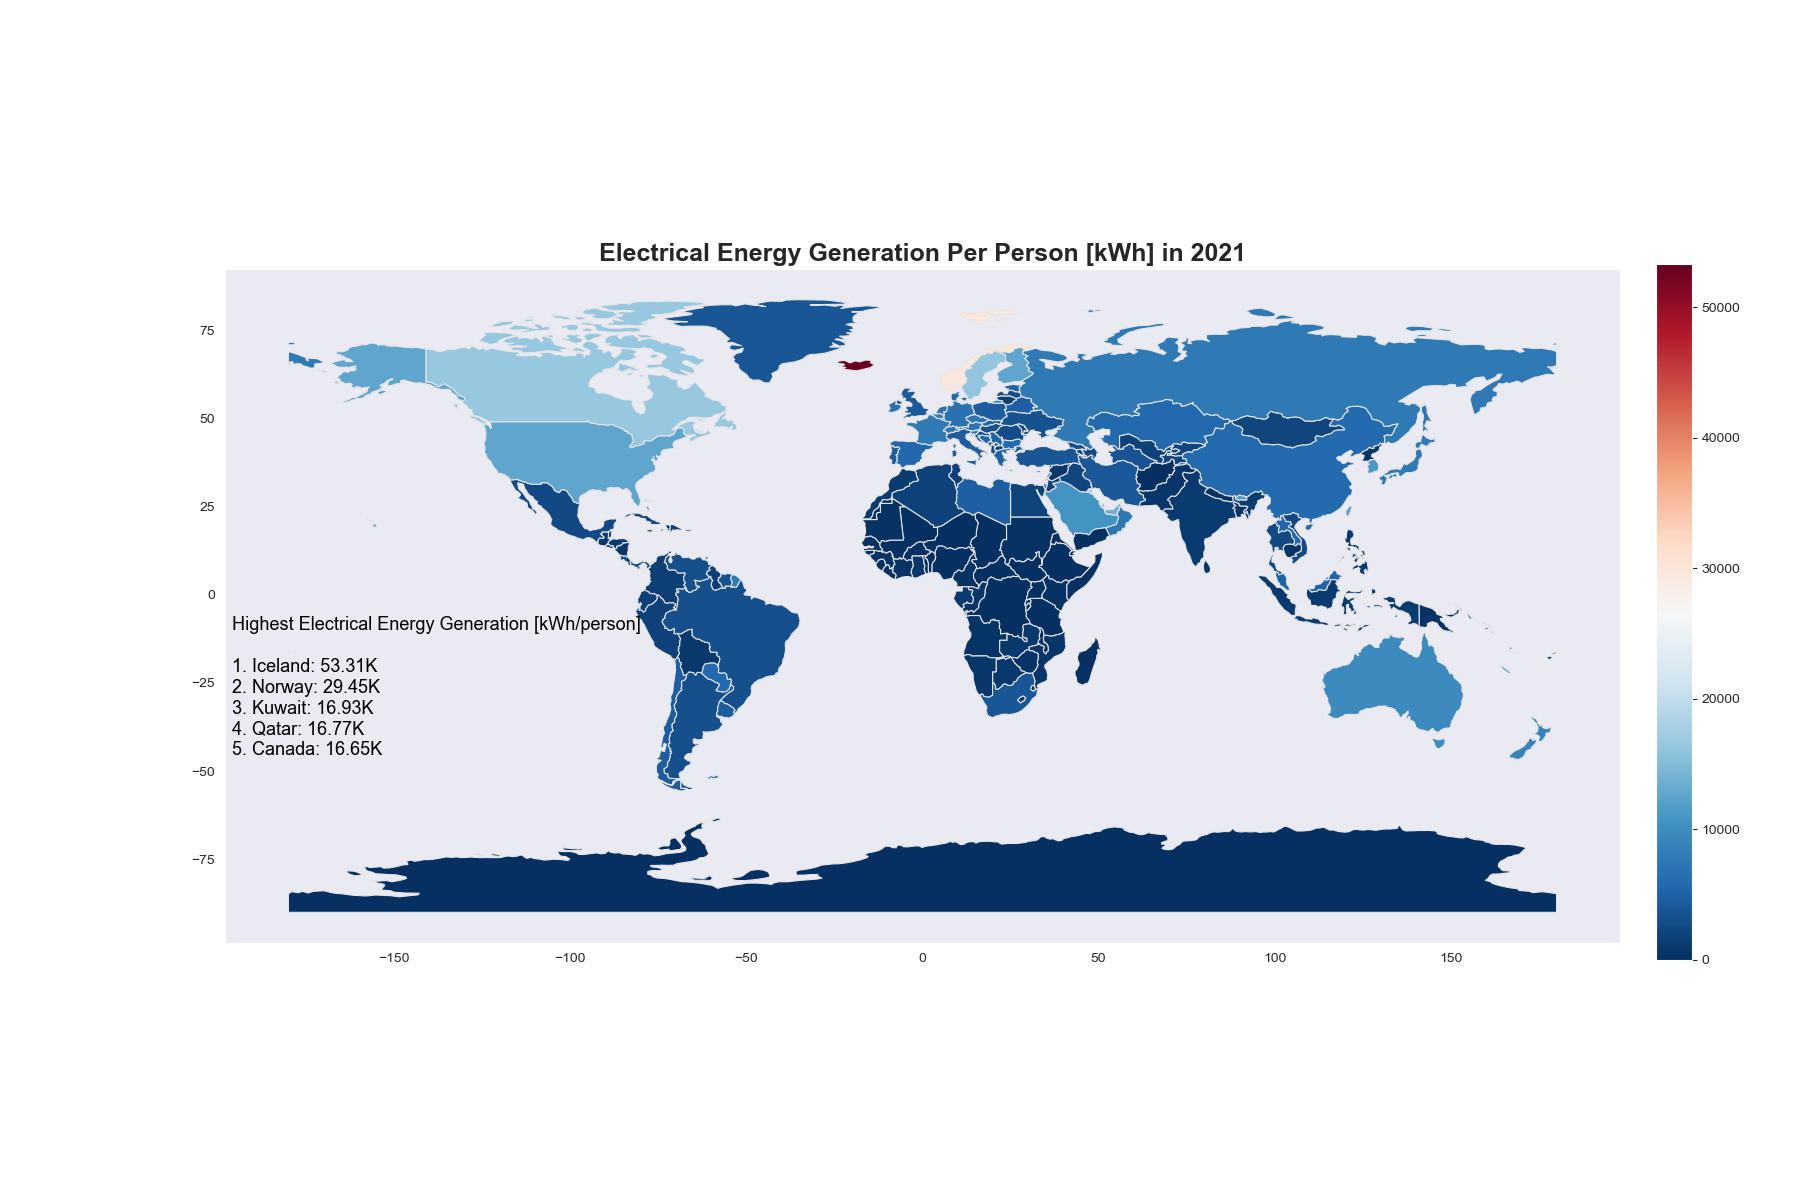 Electrical Energy Generation Per Person [kWh] in 2021
75
50
25
0
−25
−50
−75
Highest Electrical Energy Generation [kWh/person]
1. Iceland: 53.31K
2. Norway: 29.45K
3. Kuwait: 16.93K
4. Qatar: 16.77K
5. Canada: 16.65K
−150
−100
−50
0
50
100
150
50000
40000
30000
20000
10000
0